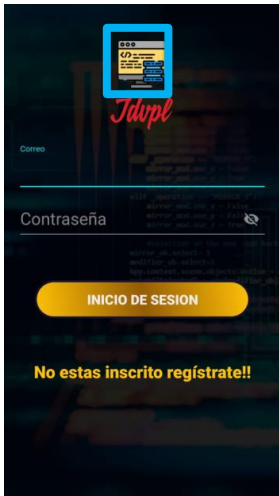 Jdvpl
Correo
Contraseña
INICIO DE SESION
No estas inscrito regístrate!!